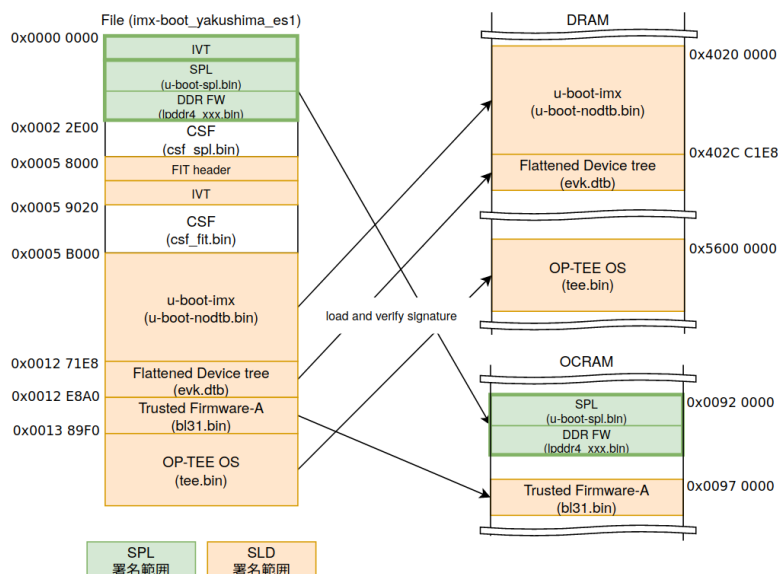 File (imx-boot_yakushima_es1)
0x0000 0000
IVT
SPL
(u-boot-spl.bin)
DDR FW
(lpddr4_xxx.bin)
0x0002 2E00
CSF
(csf_spl.bin)
0x0005 8000
FIT header
IVT
0x0005 9020
CSF
(csf_fit.bin)
0x0005 B000
u-boot-imx
(u-boot-nodtb.bin)
0x0012 71E8
Flattened Device tree
(evk.dtb)
0x0012 E8A0
Trusted Firmware-A
(bl31.bin)
0x0013 89F0
OP-TEE OS
(tee.bin)
SPL
署名範囲
SLD
署名範囲
load and verify signature
DRAM
0x4020 0000
u-boot-imx
(u-boot-nodtb.bin)
0x402C C1E8
Flattened Device tree
(evk.dtb)
0x5600 0000
OP-TEE OS
(tee.bin)
OCRAM
0x0092 0000
SPL
(u-boot-spl.bin)
DDR FW
(lpddr4_xxx.bin)
0x0097 0000
Trusted Firmware-A
(bl31.bin)